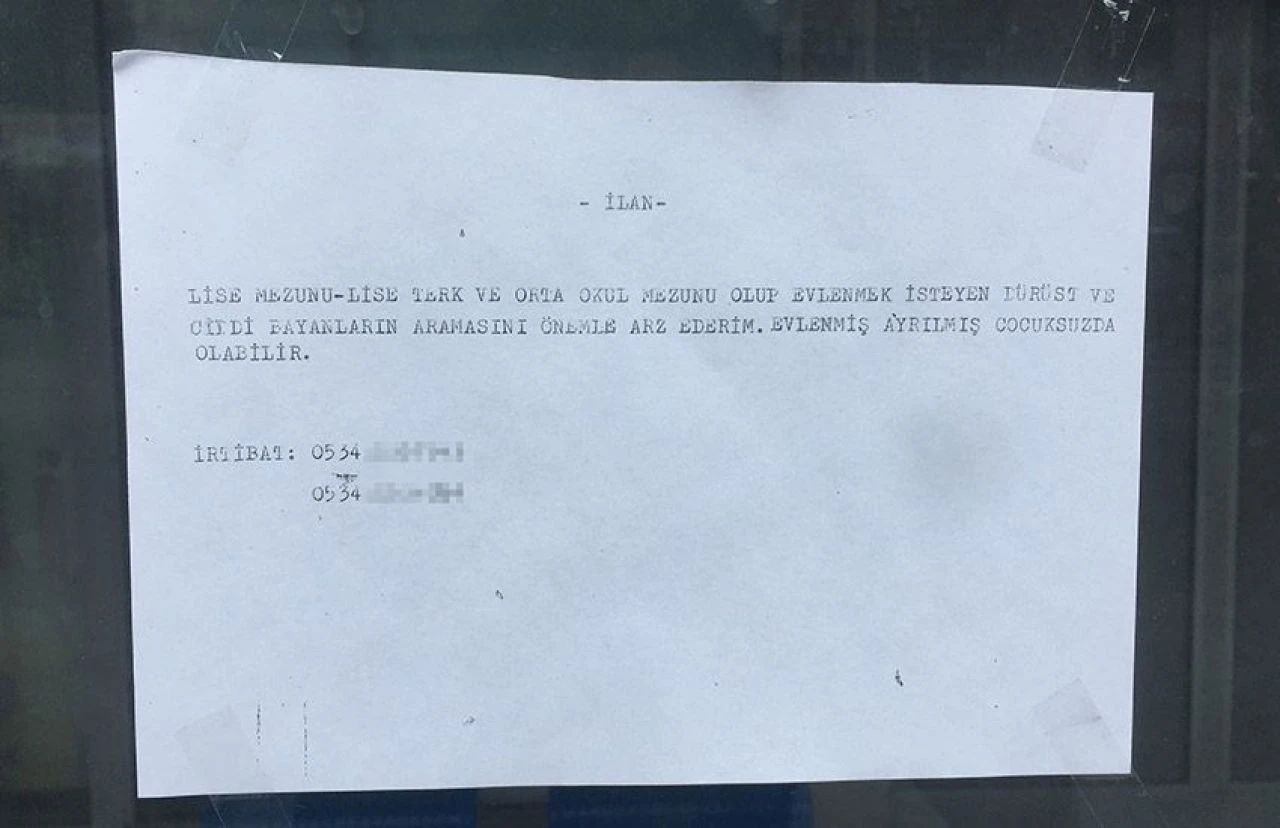 - İLAN-
LİSE MEZUNU-LİSE TERK VE ORTA OKUL MEZUNU OLUP EVLENMEK İSTEYEN DÜRÜST VE
CİDDİ BAYANLARIN ARAMASINI ÖNEMLE ARZ EDERİM. EVLENMİŞ AYRILMIŞ COCUKSUZDA
OLABİLİR.
İRTİBAT: 0534
0534